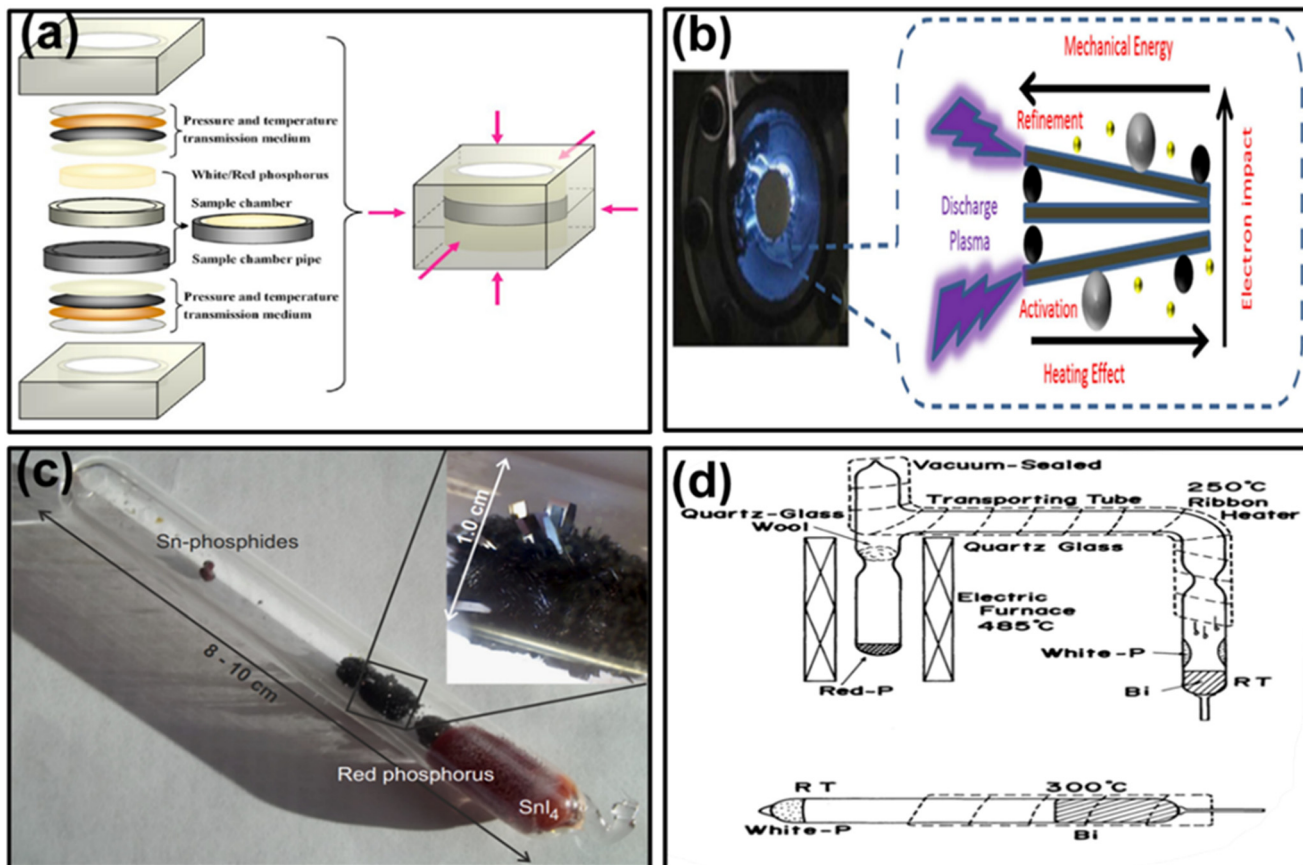 (a)
Pressure and temperature
transmission medium
White/Red phosphorus
Sample chamber
Sample chamber pipe
Pressure and temperature
transmission medium
(b)
Mechanical Energy
Refinement
Discharge
Plasma
Electron impact
Activation
Heating Effect
(c)
1.0 cm
Sn-phosphides
8 - 10 cm
Red phosphorus
SnI4
(d)
Vacuum-Sealed
Transporting Tube
250°C
Ribbon
Heater
Quartz-Glass
Wool
Quartz Glass
Electric
Furnace
485°C
White-P
Red-P
Bi
RT
RT
300°C
White-P
Bi